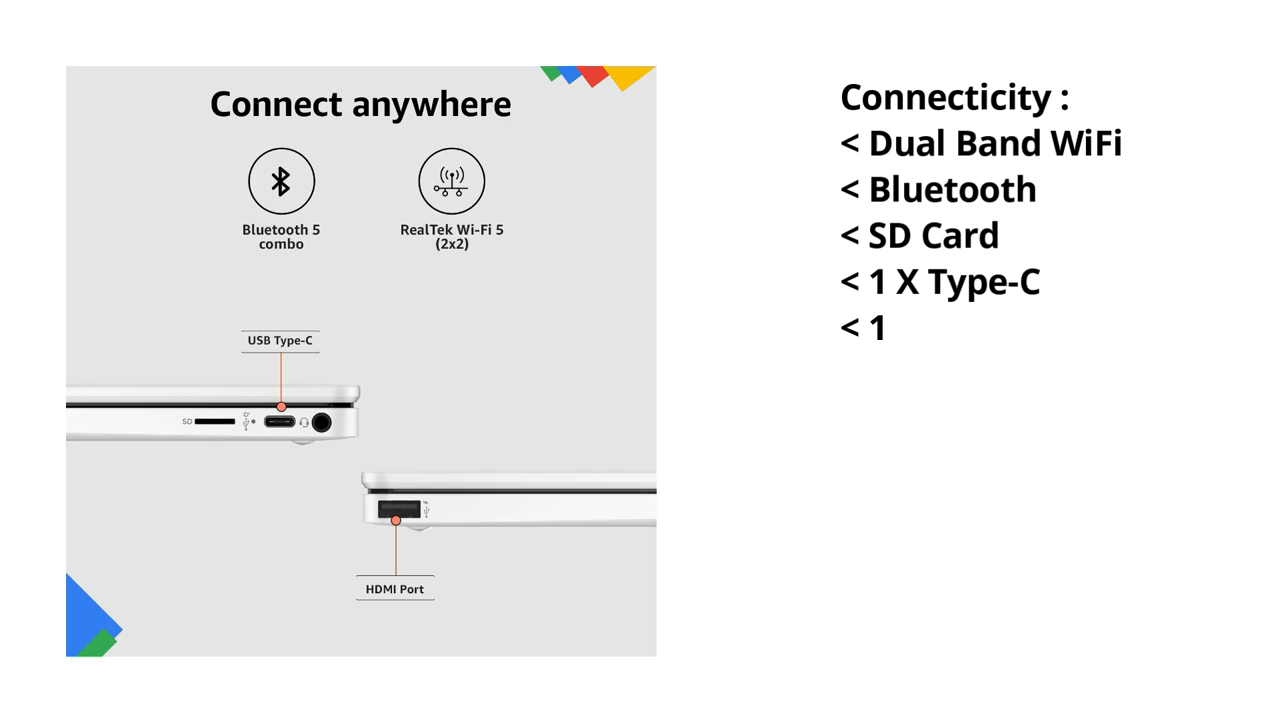 Connect anywhere
Bluetooth 5
combo
RealTek Wi-Fi 5
(2x2)
USB Type-C
SD
HDMI Port
Connecticity :
< Dual Band WiFi
< Bluetooth
< SD Card
< 1 X Type-C
< 1